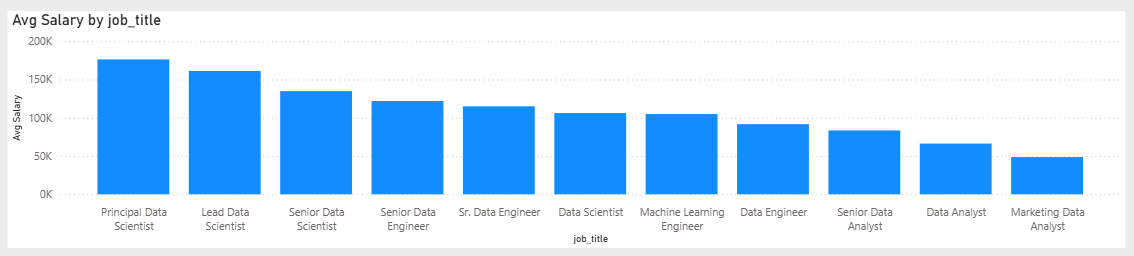 Avg Salary by job_title
200K
150K
100K
50K
0K
Avg Salary
Principal Data
Scientist
Lead Data
Scientist
Senior Data
Scientist
Senior Data
Engineer
Sr. Data Engineer
Data Scientist
Machine Learning
Engineer
Data Engineer
Senior Data
Analyst
Data Analyst
Marketing Data
Analyst
job_title